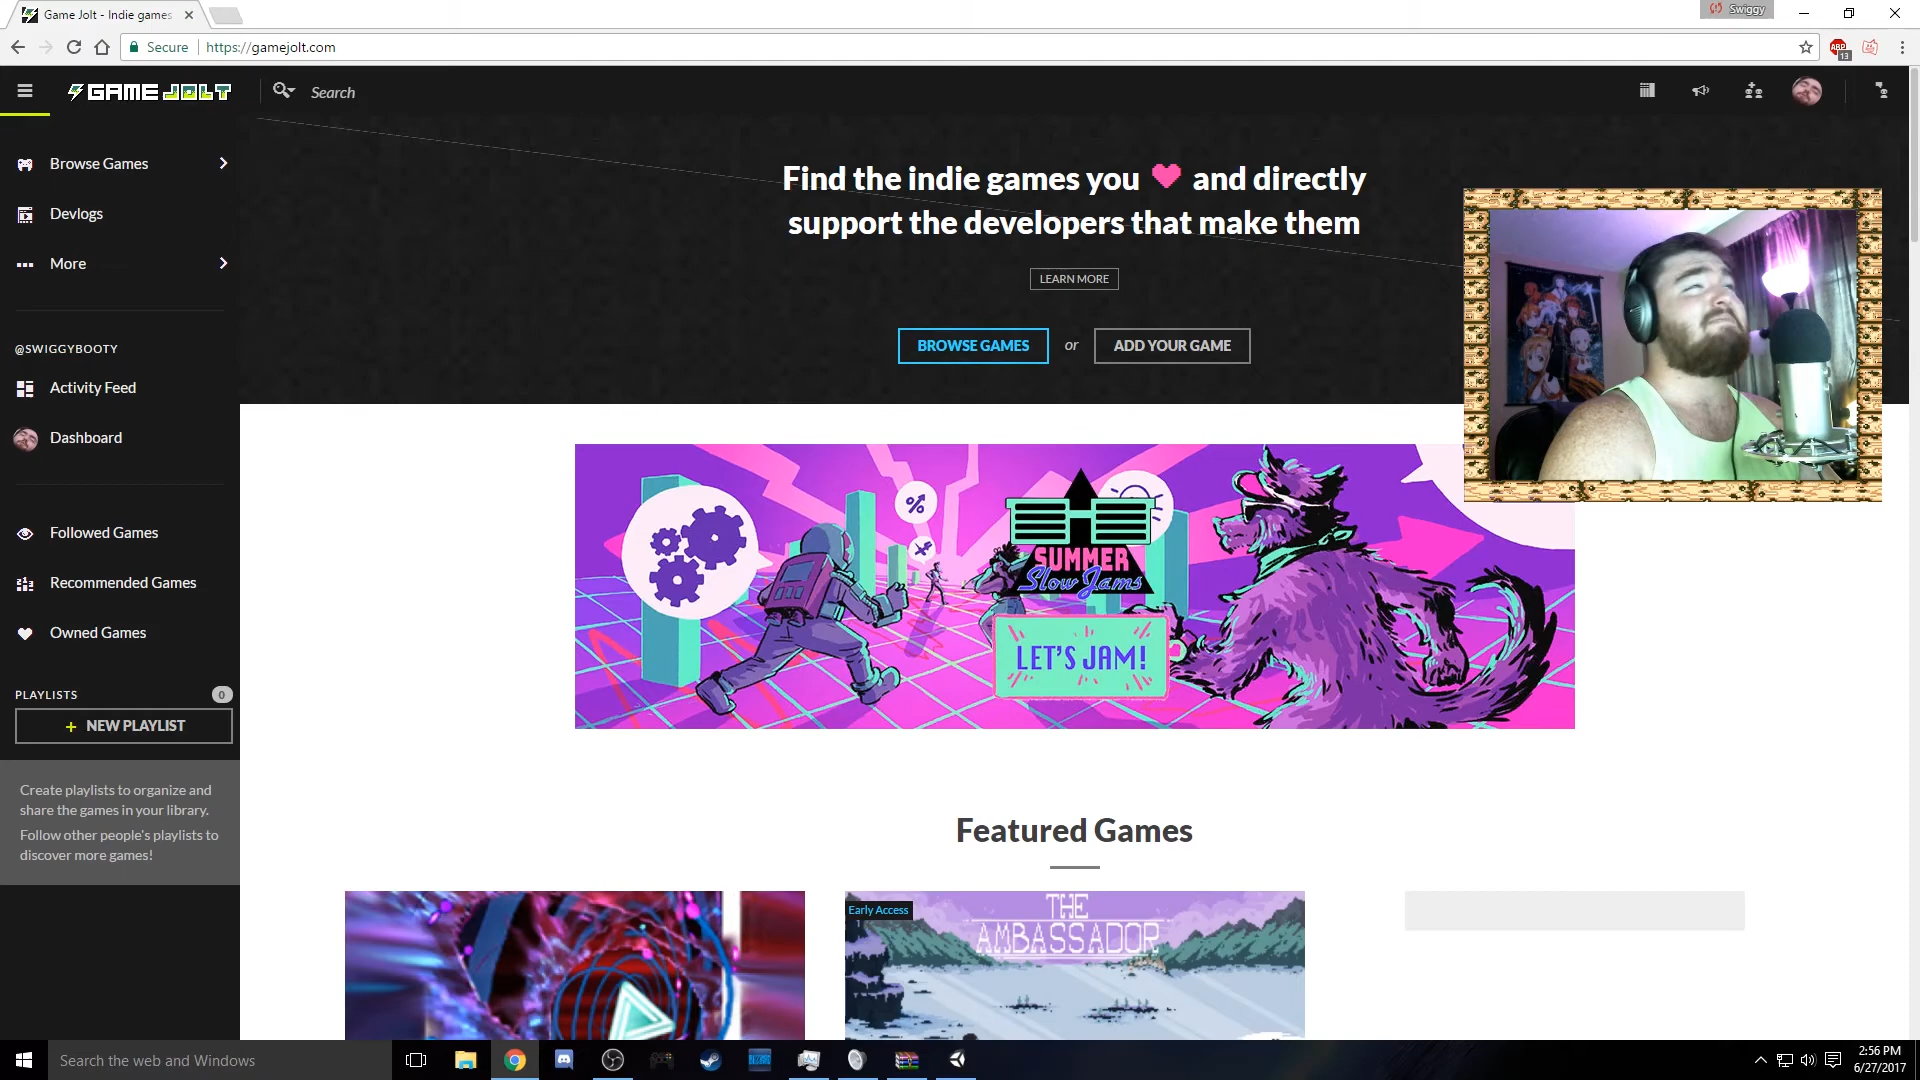 Game Jolt - Indie games
Swiggy
Secure
https://gamejolt.com
ABP
13
GAME JOLT
Search
Browse Games
Devlogs
More
@SWIGGYBOOTY
Activity Feed
Dashboard
Followed Games
Recommended Games
Owned Games
PLAYLISTS
0
+ NEW PLAYLIST
Create playlists to organize and
share the games in your library.
Follow other people's playlists to
discover more games!
Find the indie games you and directly
support the developers that make them
LEARN MORE
BROWSE GAMES or ADD YOUR GAME
SUMMER
Slow Jams
LET'S JAM!
Featured Games
Early Access
THE
AMBASSADOR
Search the web and Windows
2:56 PM
6/27/2017